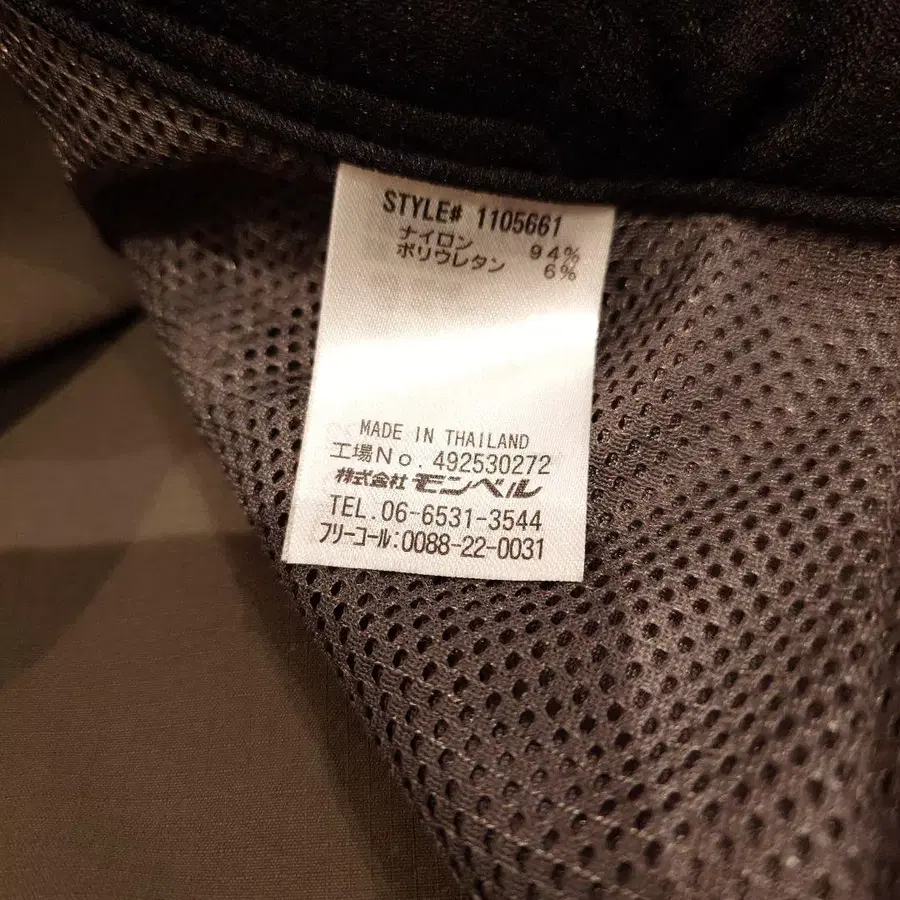 STYLE# 1105661
ナイロン 94%
ポリウレタン 6%
MADE IN THAILAND
工場No. 492530272
株式会社モンベル
TEL.06-6531-3544
フリーコール:0088-22-0031